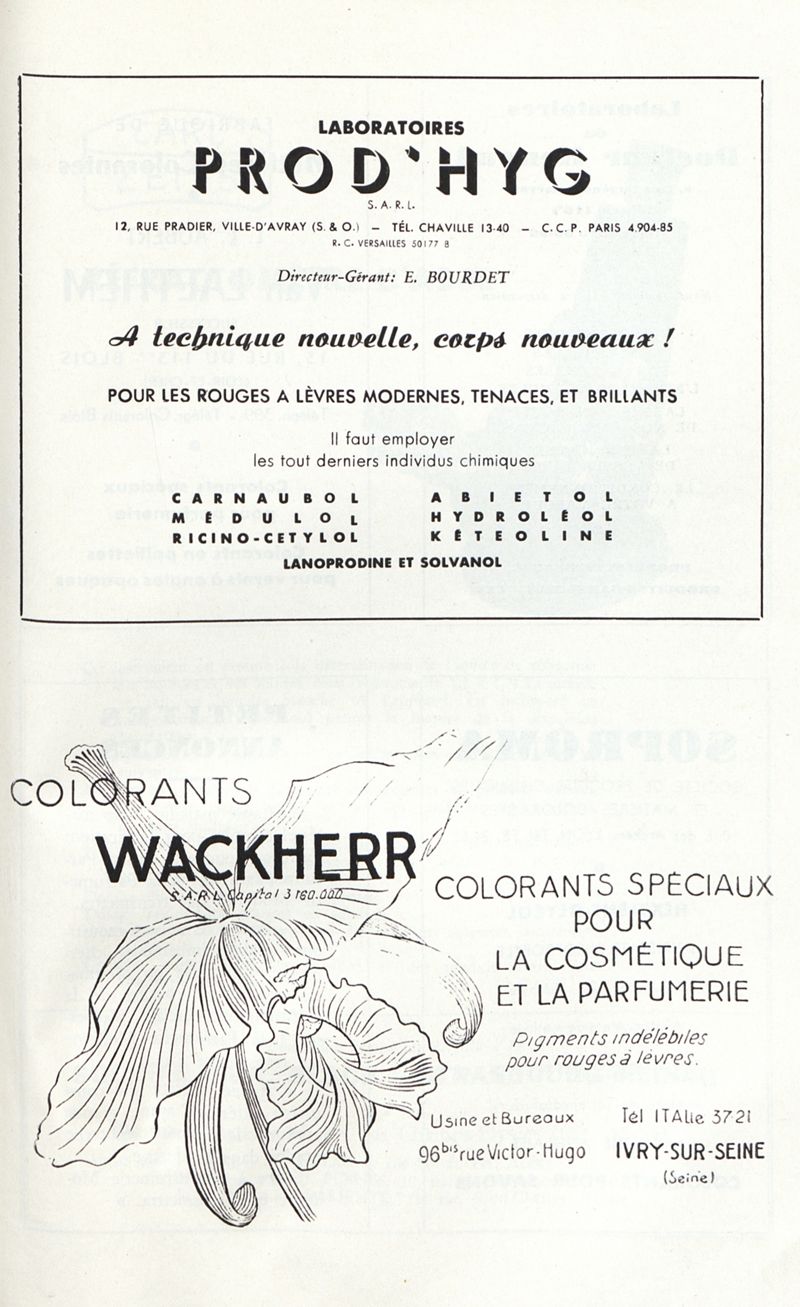 LABORATOIRES
PROD'HYG
S. A. R. L.
12, RUE PRADIER, VILLE-D'AVRAY (S. & O.) — TÉL. CHAVILLE 13-40 — C. C. P. PARIS 4.904-85
R. C. VERSAILLES 50177 B
Directeur-Gérant: E. BOURDET
A technique nouvelle, corps nouveaux !
POUR LES ROUGES A LÈVRES MODERNES, TENACES, ET BRILLANTS
Il faut employer
les tout derniers individus chimiques
CARNAUBOL ABIETOL
MÉDULOL HYDROLÉOL
RICINO-CETYLOL KÉTEOLINE
LANOPRODINE ET SOLVANOL
COLORANTS
WACKHERR
S.A.R.L. Capital 3.160.000
COLORANTS SPÉCIAUX
POUR
LA COSMÉTIQUE
ET LA PARFUMERIE
Pigments indélébiles
pour rouges à lèvres.
Usine et Bureaux Tél ITALie 37-21
96bis rue Victor-Hugo IVRY-SUR-SEINE
(Seine)